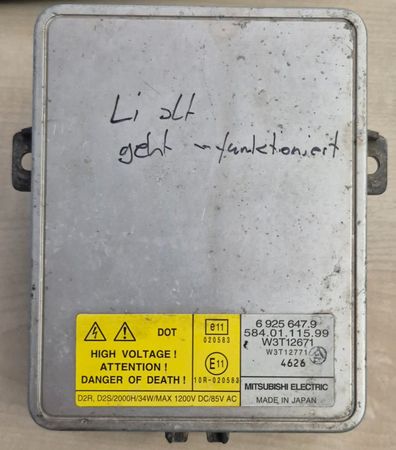 Li alt
geht → funktioniert
DOT
HIGH VOLTAGE !
ATTENTION !
DANGER OF DEATH !
D2R, D2S/2000H/34W/MAX 1200V DC/85V AC
e11
020583
E11
10R-020583
6 925 647.9
584.01.115.99
W3T12671
W3T12771
4626
MITSUBISHI ELECTRIC
MADE IN JAPAN